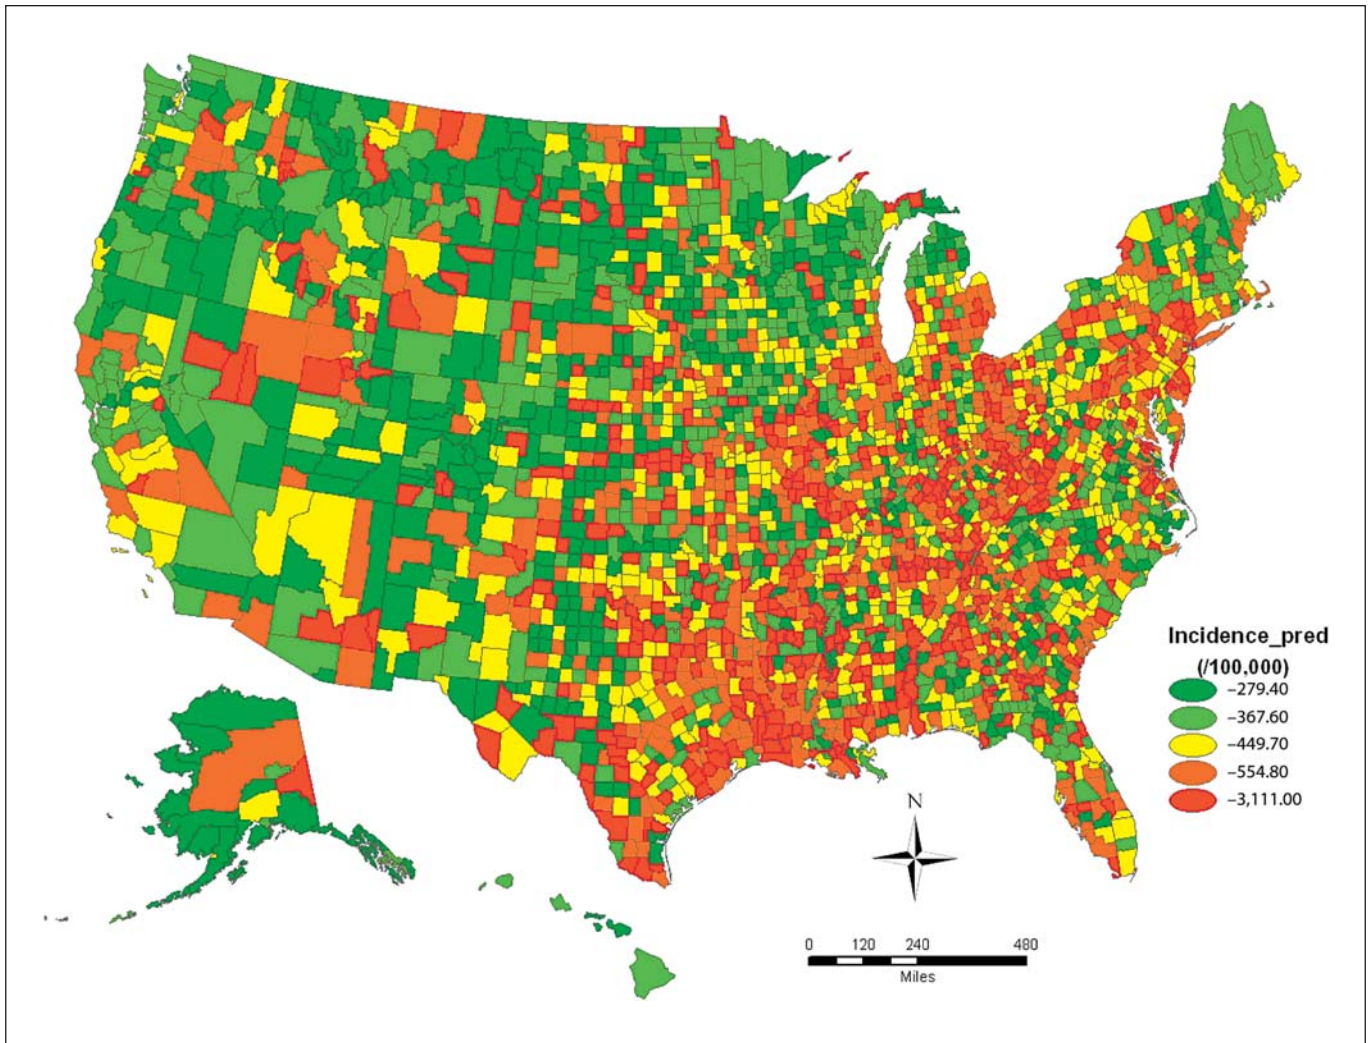 Incidence_pred
(/100,000)
–279.40
–367.60
–449.70
–554.80
–3,111.00
N
0 120 240 480
Miles